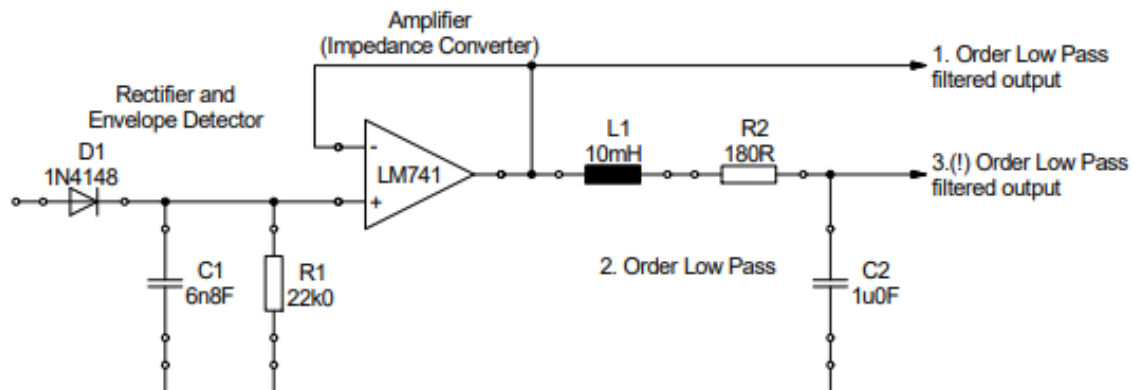 Amplifier
(Impedance Converter)
1. Order Low Pass
filtered output
Rectifier and
Envelope Detector
D1
1N4148
-
LM741
+
L1
10mH
R2
180R
3.(!) Order Low Pass
filtered output
C1
6n8F
R1
22k0
2. Order Low Pass
C2
1u0F